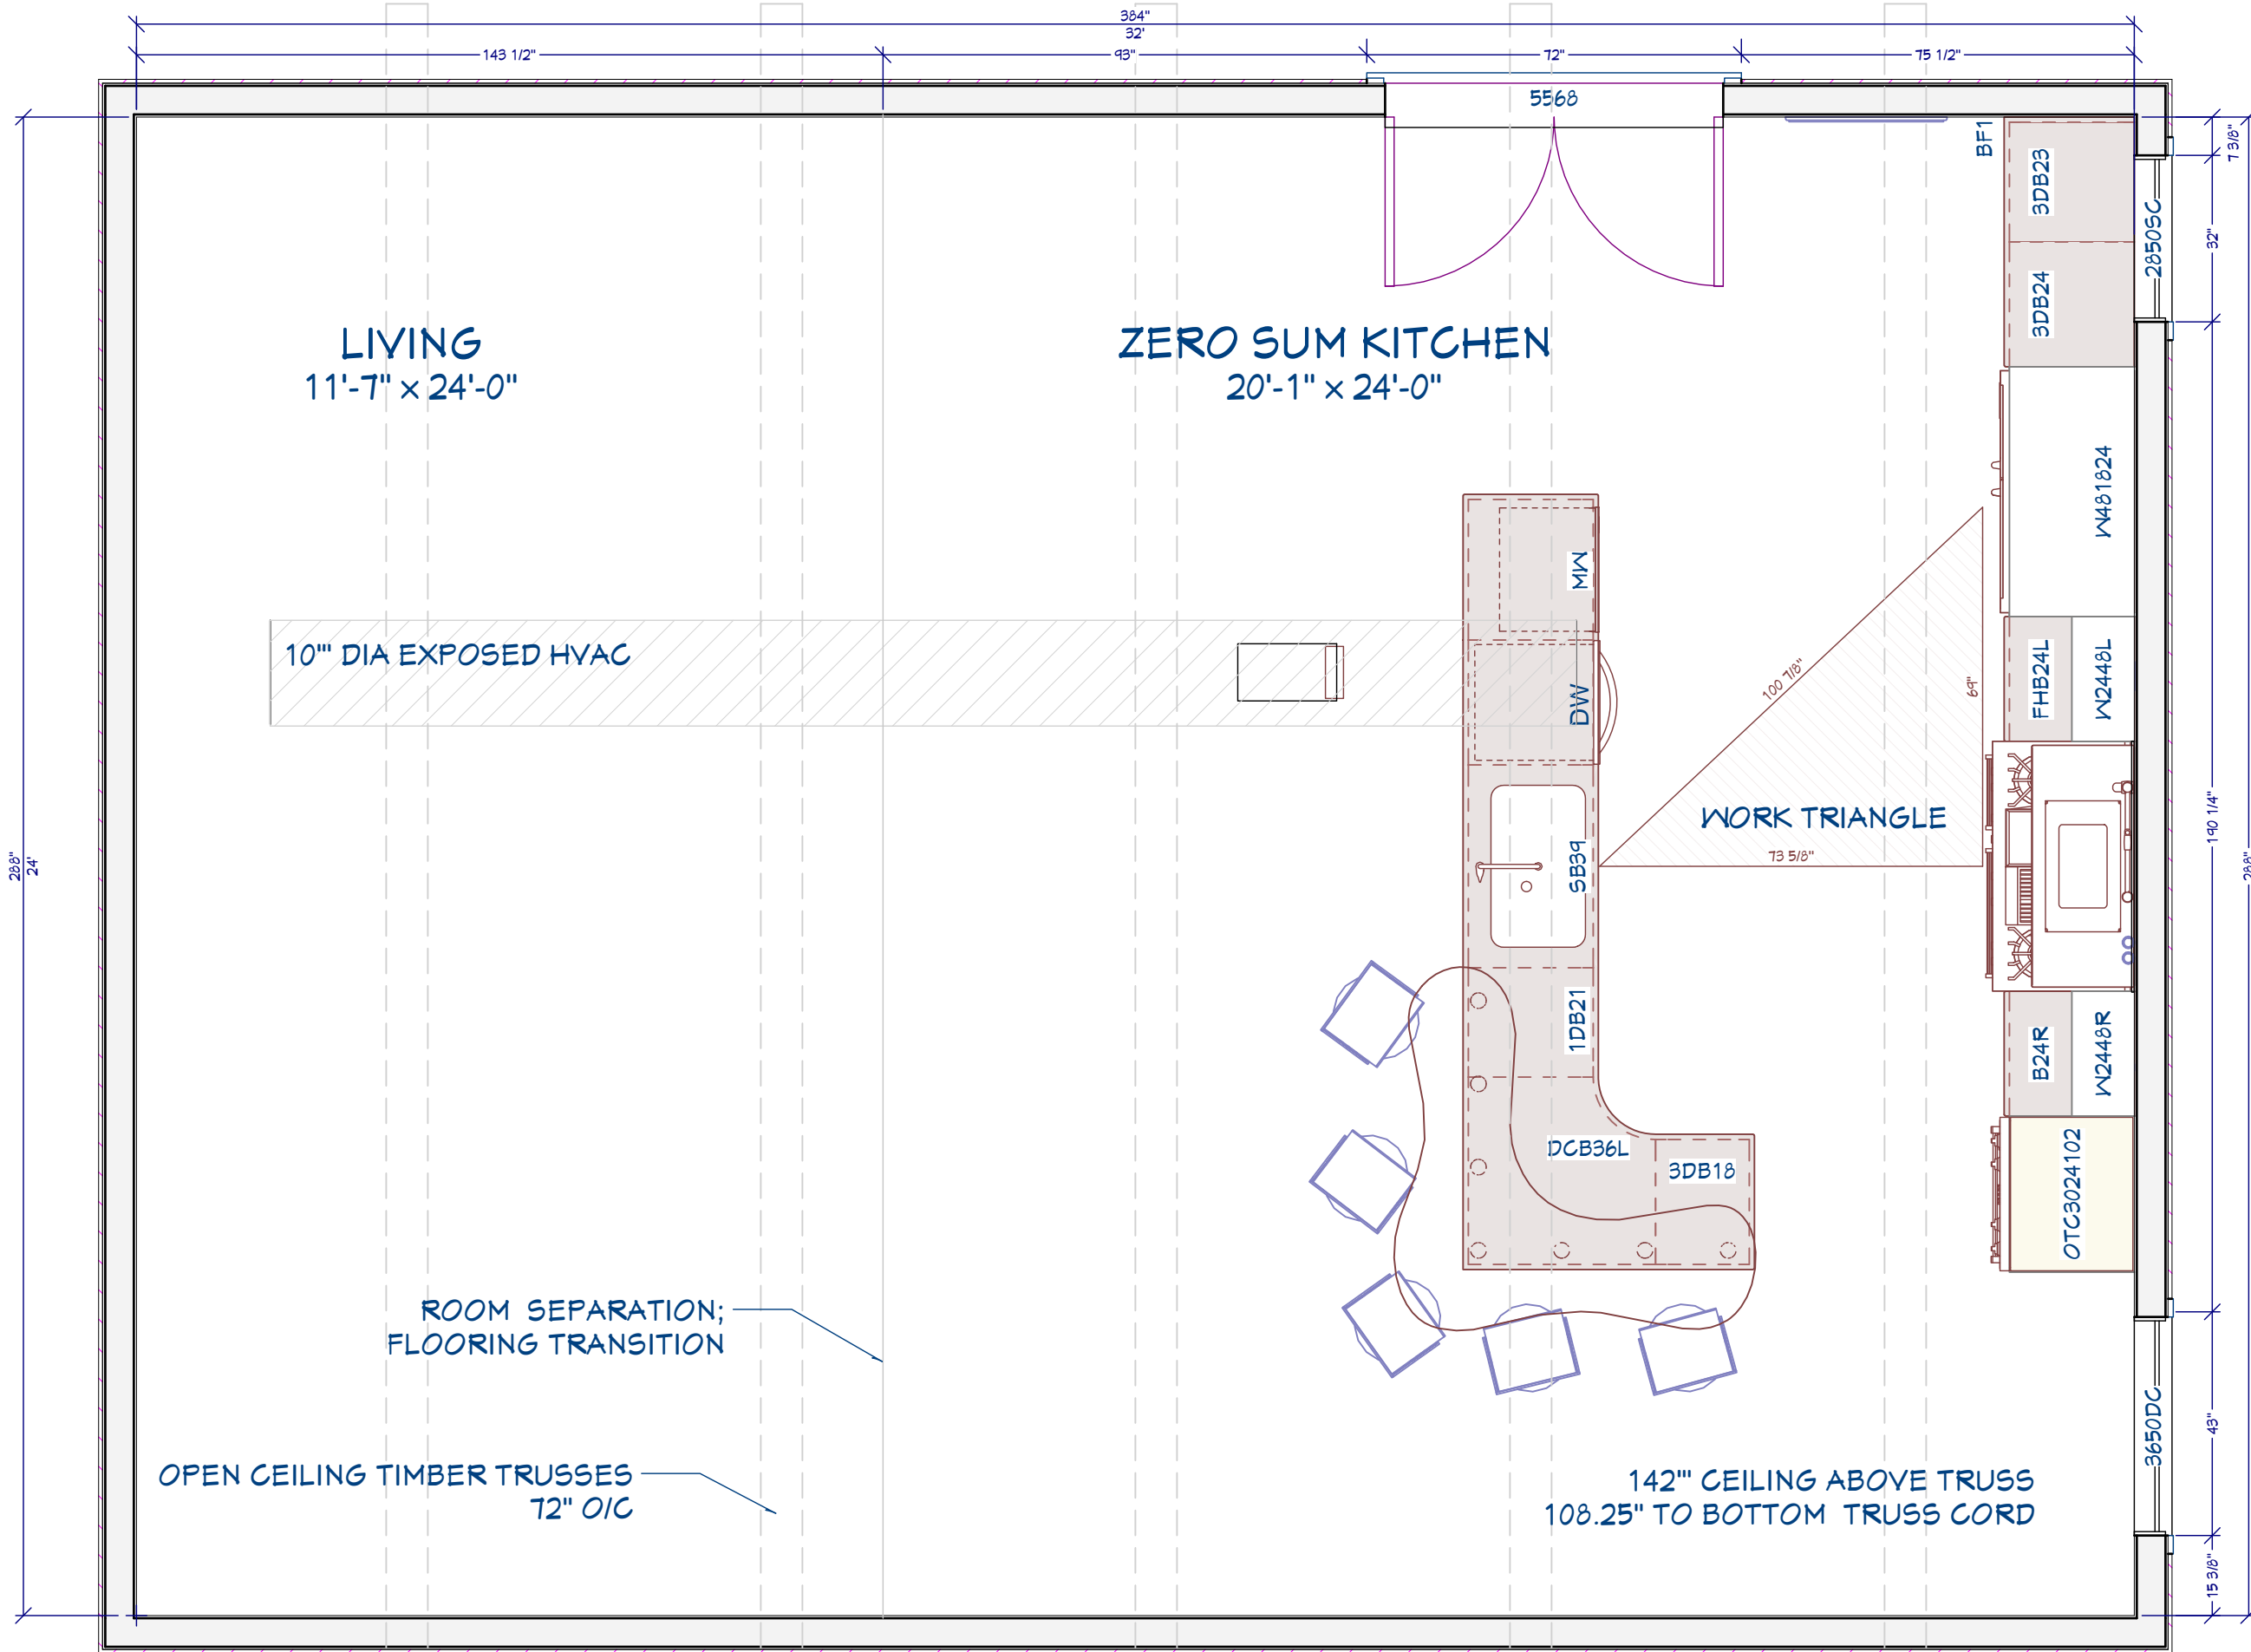 384"
32'
143 1/2"
93"
72"
75 1/2"
5568
BF1
3DB23
2850SC
7 3/8"
32"
3DB24
LIVING
11'-7" x 24'-0"
ZERO SUM KITCHEN
20'-1" x 24'-0"
W481824
MW
10"' DIA EXPOSED HVAC
DW
100 7/8"
69"
FHB24L
W2448L
WORK TRIANGLE
73 5/8"
SB39
288"
24'
190 1/4"
288"
1DB21
B24R
W2448R
DCB36L
3DB18
OTC3024102
ROOM SEPARATION;
FLOORING TRANSITION
3650DC
43"
OPEN CEILING TIMBER TRUSSES
72" O/C
142"' CEILING ABOVE TRUSS
108.25" TO BOTTOM TRUSS CORD
15 3/8"